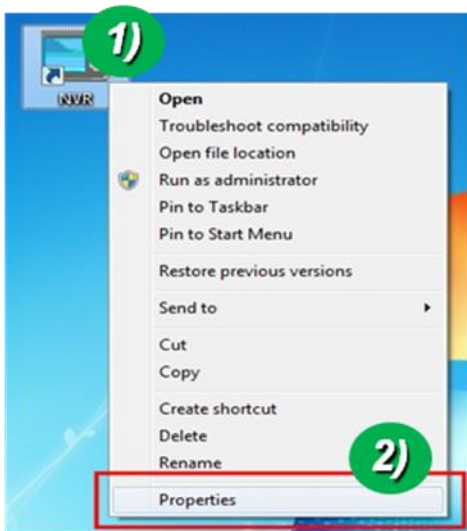 1)
NVR
Open
Troubleshoot compatibility
Open file location
Run as administrator
Pin to Taskbar
Pin to Start Menu
Restore previous versions
Send to
Cut
Copy
Create shortcut
Delete
Rename
2)
Properties